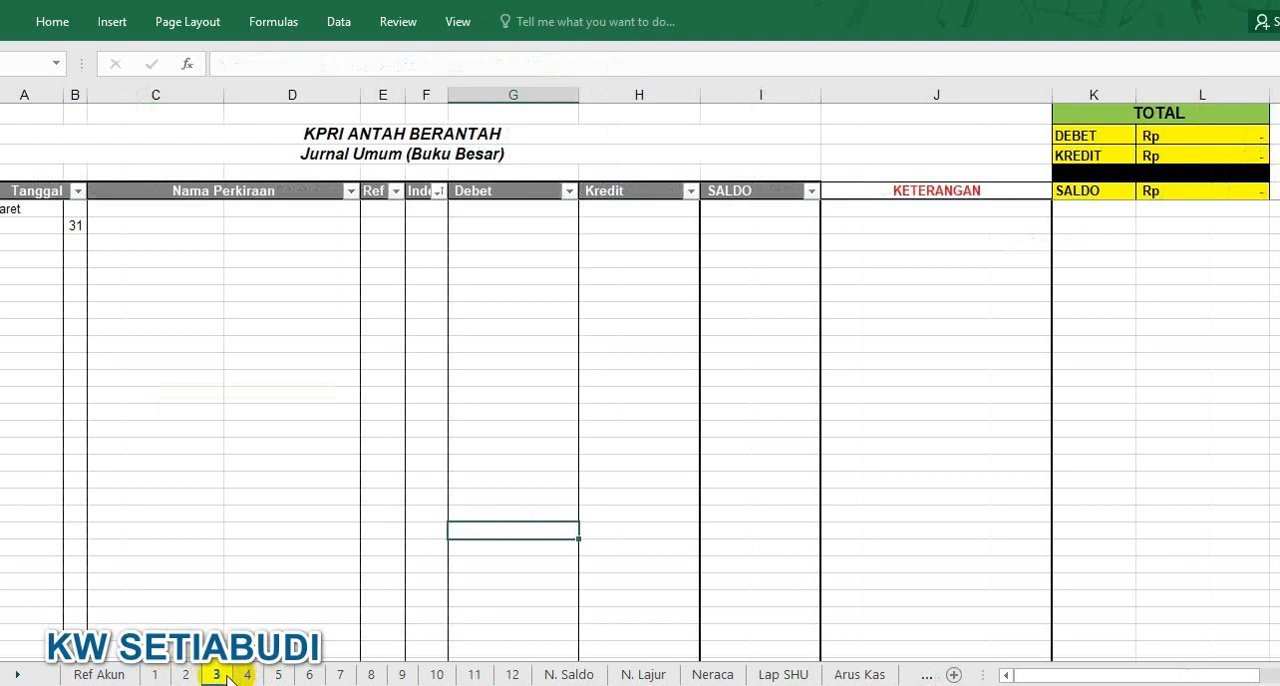 Home Insert Page Layout Formulas Data Review View Tell me what you want to do... S
fx
A B C D E F G H I J K L
TOTAL
KPRI ANTAH BERANTAH DEBET Rp -
Jurnal Umum (Buku Besar) KREDIT Rp -
Tanggal Nama Perkiraan Ref Inde Debet Kredit SALDO KETERANGAN SALDO Rp -
aret
31
KW SETIABUDI
Ref Akun 1 2 3 4 5 6 7 8 9 10 11 12 N. Saldo N. Lajur Neraca Lap SHU Arus Kas ...